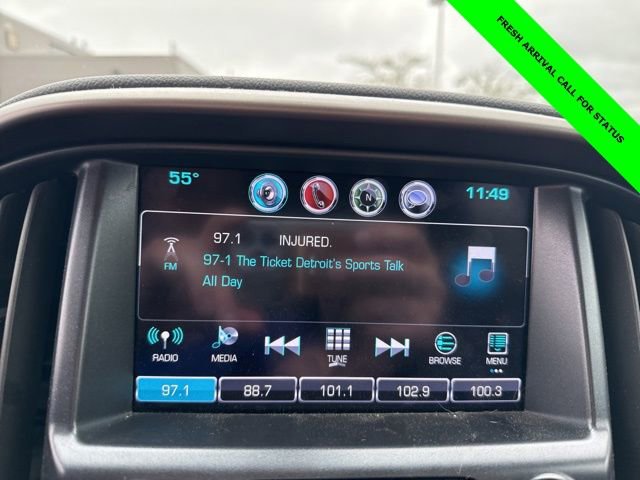 FRESH ARRIVAL CALL FOR STATUS
55°
N
11:49
97.1 INJURED.
FM
97-1 The Ticket Detroit's Sports Talk
All Day
RADIO MEDIA TUNE BROWSE MENU
97.1 88.7 101.1 102.9 100.3